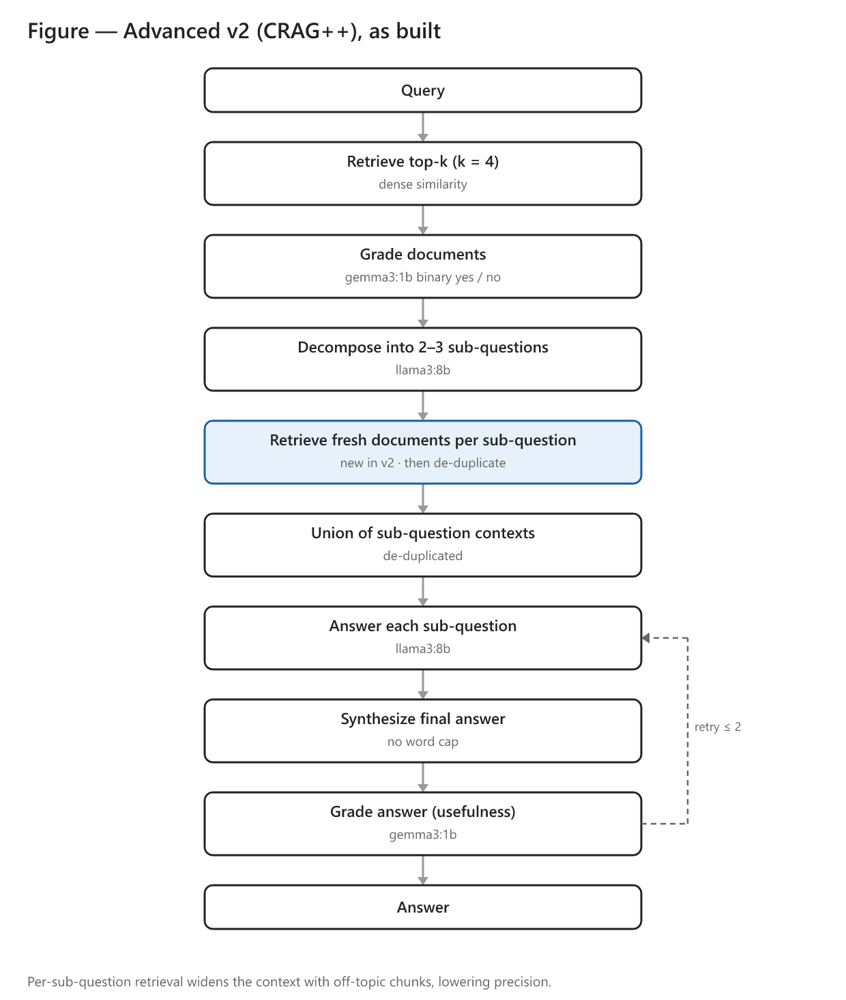 Figure — Advanced v2 (CRAG++), as built
Query
Retrieve top-k (k = 4)
dense similarity
Grade documents
gemma3:1b binary yes / no
Decompose into 2–3 sub-questions
llama3:8b
Retrieve fresh documents per sub-question
new in v2 · then de-duplicate
Union of sub-question contexts
de-duplicated
Answer each sub-question
llama3:8b
Synthesize final answer
no word cap
retry ≤ 2
Grade answer (usefulness)
gemma3:1b
Answer
Per-sub-question retrieval widens the context with off-topic chunks, lowering precision.